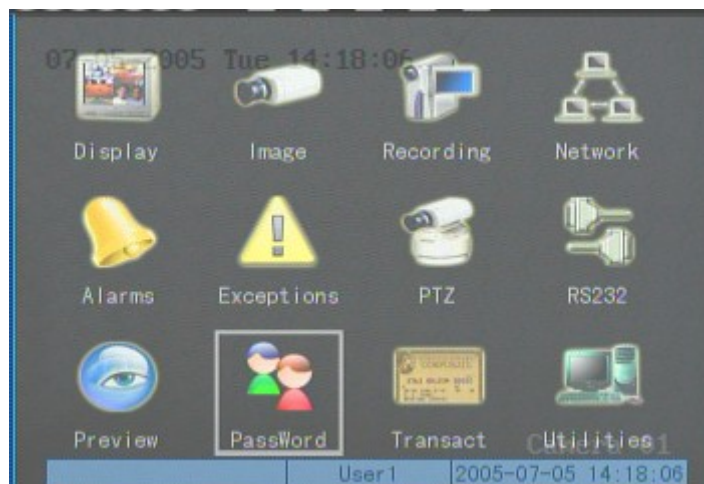 07-05-2005 Tue 14:18:06
Display Image Recording Network
Alarms Exceptions PTZ RS232
Preview PassWord Transact Utilities
Camera 01
User1 2005-07-05 14:18:06